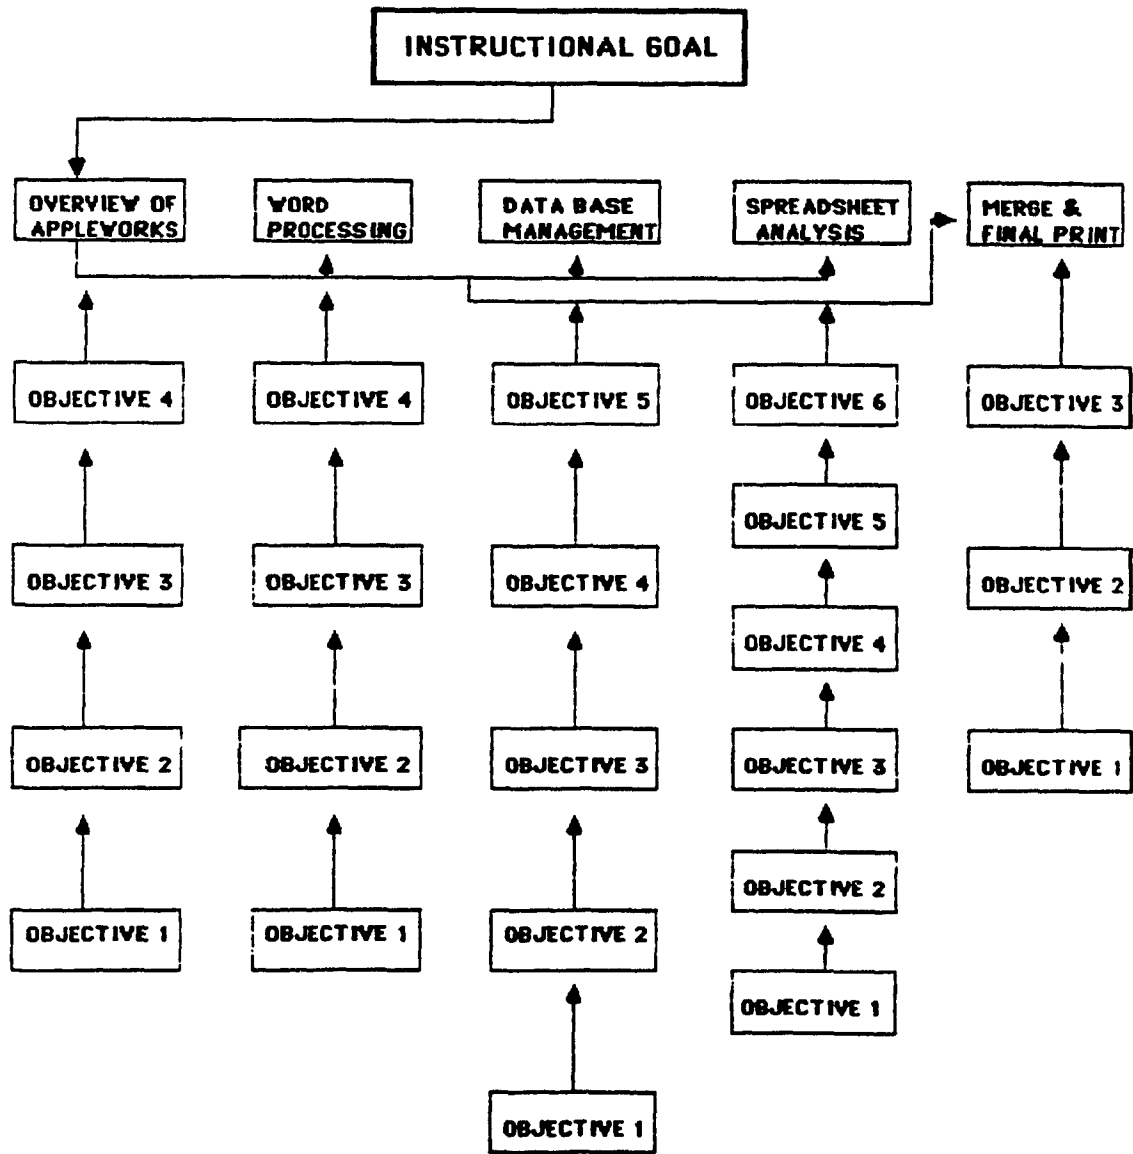 INSTRUCTIONAL GOAL
OVERVIEW OF
APPLEWORKS
WORD
PROCESSING
DATA BASE
MANAGEMENT
SPREADSHEET
ANALYSIS
MERGE &
FINAL PRINT
OBJECTIVE 4
OBJECTIVE 4
OBJECTIVE 5
OBJECTIVE 6
OBJECTIVE 3
OBJECTIVE 5
OBJECTIVE 3
OBJECTIVE 3
OBJECTIVE 4
OBJECTIVE 2
OBJECTIVE 4
OBJECTIVE 2
OBJECTIVE 2
OBJECTIVE 3
OBJECTIVE 3
OBJECTIVE 1
OBJECTIVE 2
OBJECTIVE 1
OBJECTIVE 1
OBJECTIVE 2
OBJECTIVE 1
OBJECTIVE 1